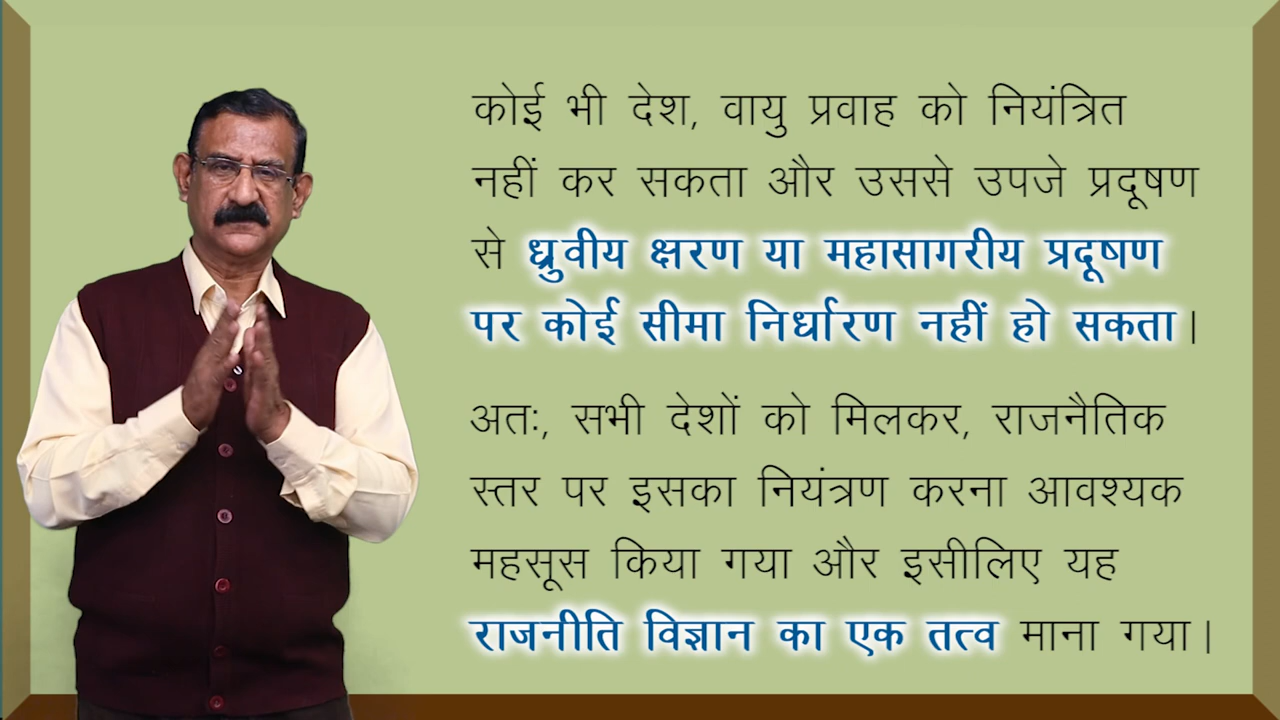 कोई भी देश, वायु प्रवाह को नियंत्रित
नहीं कर सकता और उससे उपजे प्रदूषण
से ध्रुवीय क्षरण या महासागरीय प्रदूषण
पर कोई सीमा निर्धारण नहीं हो सकता।
अतः, सभी देशों को मिलकर, राजनैतिक
स्तर पर इसका नियंत्रण करना आवश्यक
महसूस किया गया और इसीलिए यह
राजनीति विज्ञान का एक तत्व माना गया।